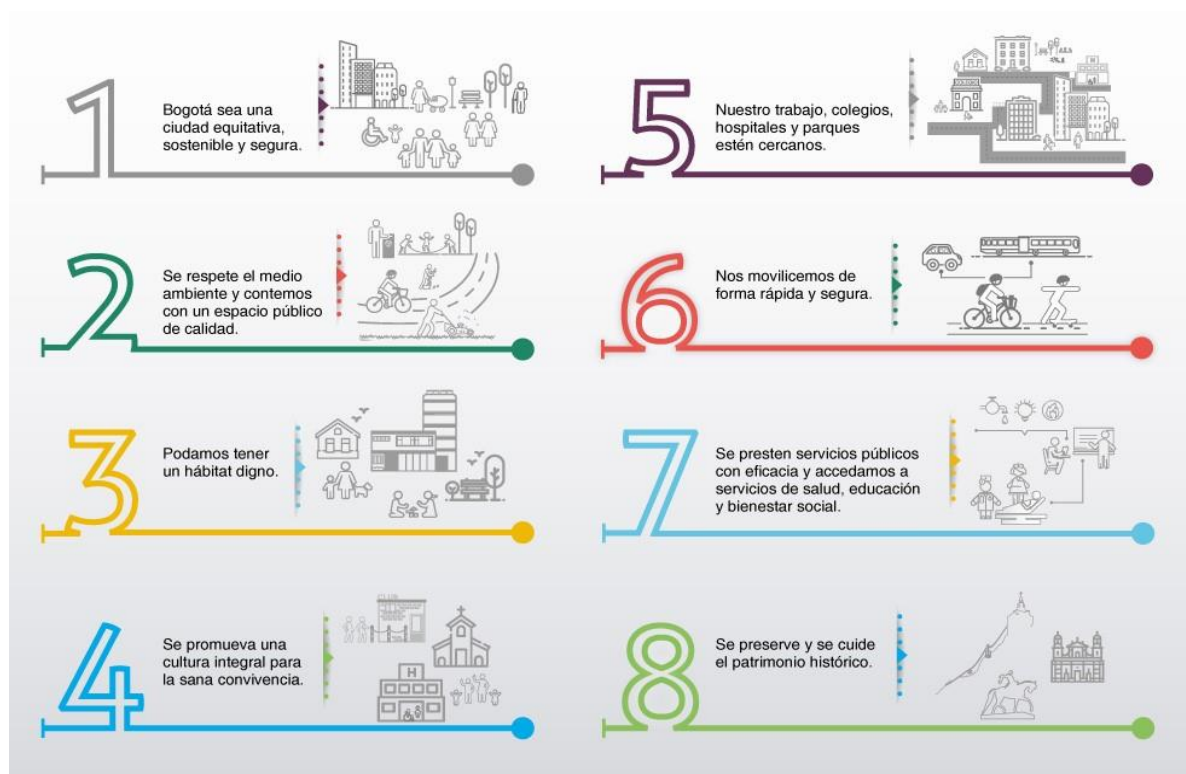 1
Bogotá sea una
ciudad equitativa,
sostenible y segura.
2
Se respete el medio
ambiente y contemos
con un espacio público
de calidad.
3
Podamos tener
un hábitat digno.
4
Se promueva una
cultura integral para
la sana convivencia.
CLUB
H
5
Nuestro trabajo, colegios,
hospitales y parques
estén cercanos.
6
Nos movilicemos de
forma rápida y segura.
7
Se presten servicios públicos
con eficacia y accedamos a
servicios de salud, educación
y bienestar social.
8
Se preserve y se cuide
el patrimonio histórico.